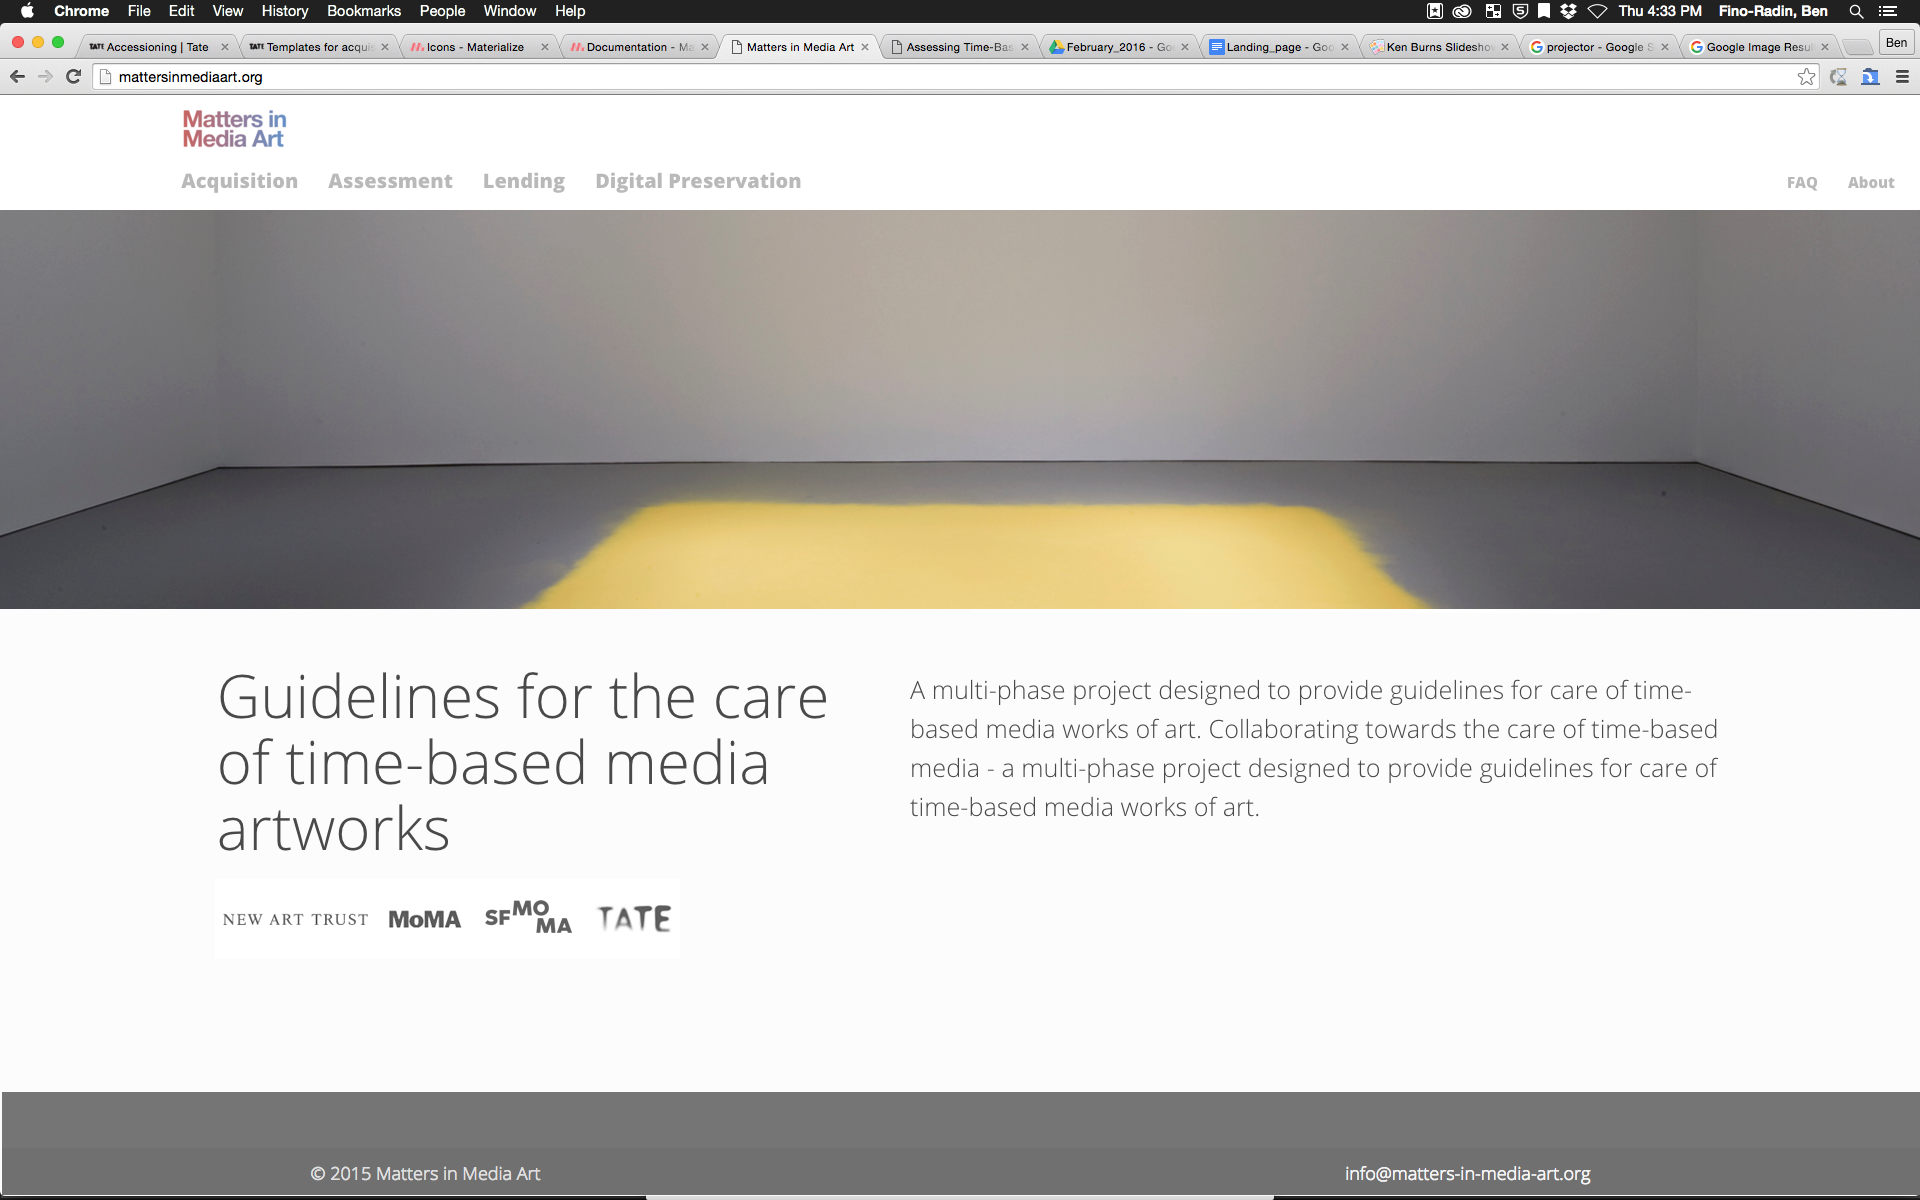 Chrome File Edit View History Bookmarks People Window Help Thu 4:33 PM Fino-Radin, Ben
TATE Accessioning | Tate TATE Templates for acquis Icons - Materialize Documentation - Ma Matters in Media Art Assessing Time-Bas February_2016 - Go Landing_page - Goo Ken Burns Slideshow projector - Google S Google Image Resul Ben
mattersinmediaart.org
Matters in
Media Art
Acquisition Assessment Lending Digital Preservation FAQ About
Guidelines for the care
of time-based media
artworks
A multi-phase project designed to provide guidelines for care of time-
based media works of art. Collaborating towards the care of time-based
media - a multi-phase project designed to provide guidelines for care of
time-based media works of art.
NEW ART TRUST MoMA SFMOMA TATE
© 2015 Matters in Media Art info@matters-in-media-art.org